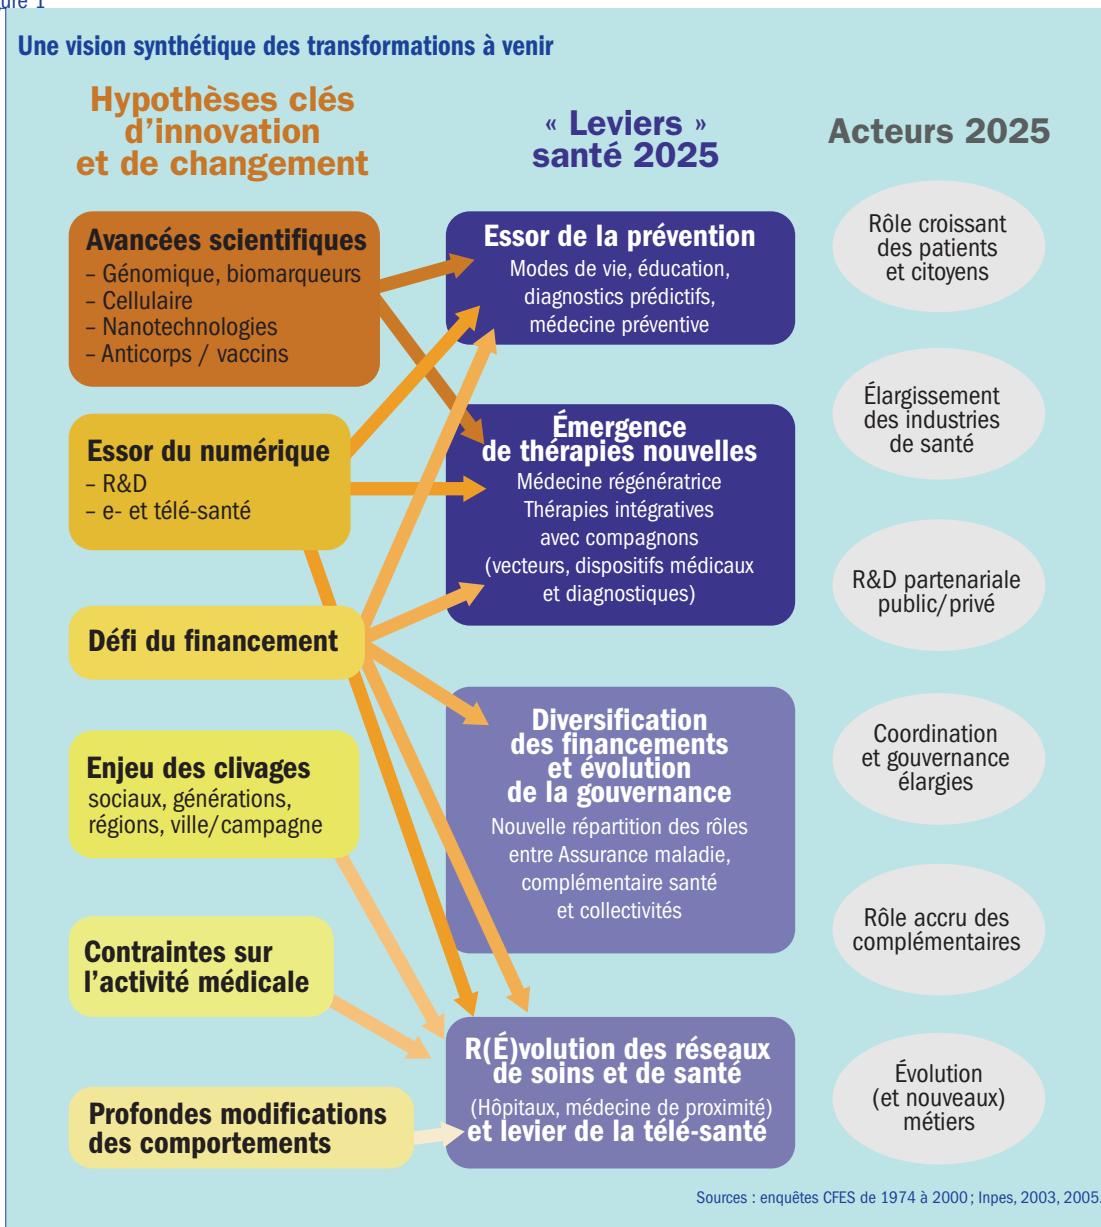 Une vision synthétique des transformations à venir
Hypothèses clés
d'innovation
et de changement
Avancées scientifiques
– Génomique, biomarqueurs
– Cellulaire
– Nanotechnologies
– Anticorps / vaccins
Essor du numérique
– R&D
– e- et télé-santé
Défi du financement
Enjeu des clivages
sociaux, générations,
régions, ville/campagne
Contraintes sur
l'activité médicale
Profondes modifications
des comportements
« Leviers »
santé 2025
Essor de la prévention
Modes de vie, éducation,
diagnostics prédictifs,
médecine préventive
Émergence
de thérapies nouvelles
Médecine régénératrice
Thérapies intégratives
avec compagnons
(vecteurs, dispositifs médicaux
et diagnostiques)
Diversification
des financements
et évolution
de la gouvernance
Nouvelle répartition des rôles
entre Assurance maladie,
complémentaire santé
et collectivités
R(É)volution des réseaux
de soins et de santé
(Hôpitaux, médecine de proximité)
et levier de la télé-santé
Acteurs 2025
Rôle croissant
des patients
et citoyens
Élargissement
des industries
de santé
R&D partenariale
public/privé
Coordination
et gouvernance
élargies
Rôle accru des
complémentaires
Évolution
(et nouveaux)
métiers
Sources : enquêtes CFES de 1974 à 2000 ; Inpes, 2003, 2005.